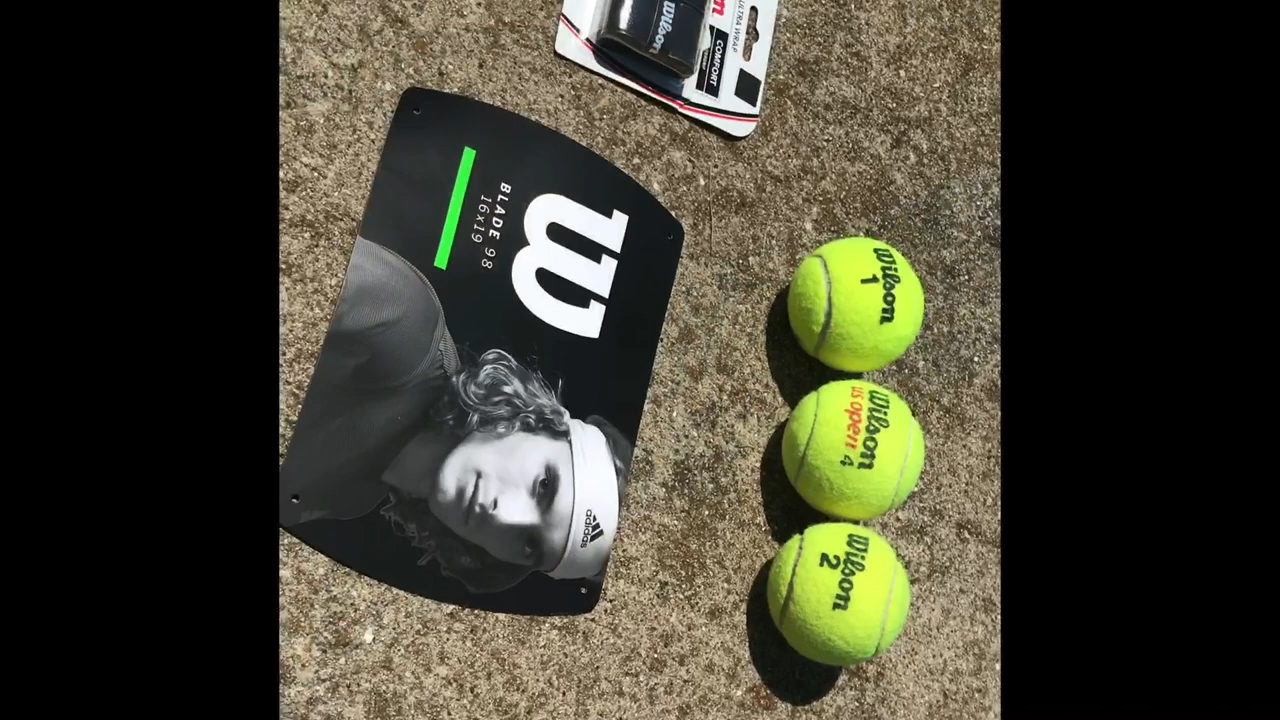 Wilson
ULTRA WRAP
COMFORT
W
BLADE 98
16x19
adidas
Wilson
1
Wilson
US Open 4
Wilson
2